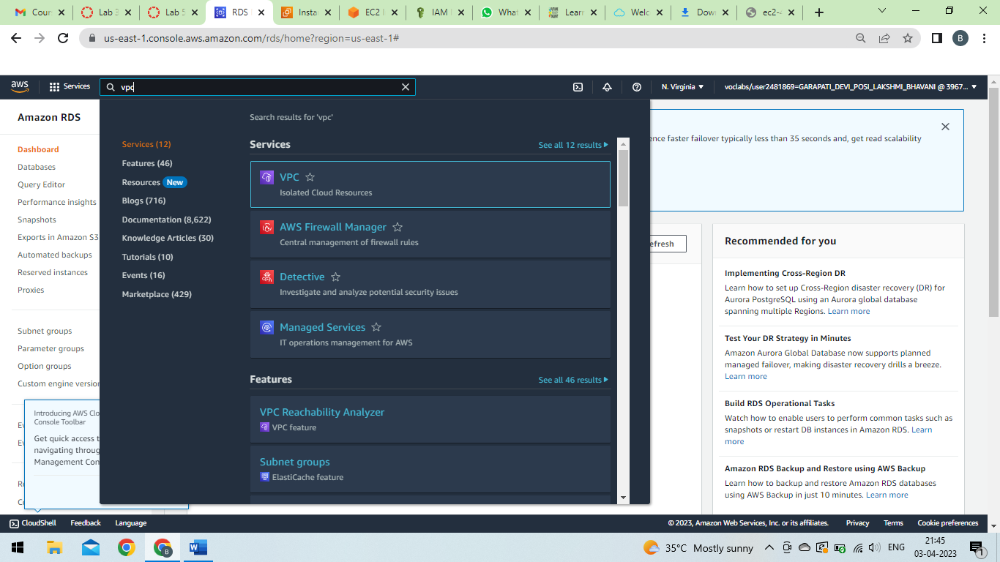 Cour
Lab 3
Lab 5
RDS
Insta
EC2
IAM
What
Learn
Welc
Dow
ec2-4
us-east-1.console.aws.amazon.com/rds/home?region=us-east-1#
B
aws
Services
vpc
N. Virginia
voclabs/user2481869=GARAPATI_DEVI_POSI_LAKSHMI_BHAVANI @ 3967...
Amazon RDS
Dashboard
Databases
Query Editor
Performance insights
Snapshots
Exports in Amazon S3
Automated backups
Reserved instances
Proxies
Subnet groups
Parameter groups
Option groups
Custom engine version
Introducing AWS Clo
Console Toolbar
Get quick access t
navigating throug
Management Con
Search results for 'vpc'
Services (12)
Features (46)
Resources New
Blogs (716)
Documentation (8,622)
Knowledge Articles (30)
Tutorials (10)
Events (16)
Marketplace (429)
Services
See all 12 results
VPC
Isolated Cloud Resources
AWS Firewall Manager
Central management of firewall rules
Detective
Investigate and analyze potential security issues
Managed Services
IT operations management for AWS
Features
See all 46 results
VPC Reachability Analyzer
VPC feature
Subnet groups
ElastiCache feature
ence faster failover typically less than 35 seconds and, get read scalability
efresh
Recommended for you
Implementing Cross-Region DR
Learn how to set up Cross-Region disaster recovery (DR) for
Aurora PostgreSQL using an Aurora global database
spanning multiple Regions. Learn more
Test Your DR Strategy in Minutes
Amazon Aurora Global Database now supports planned
managed failover, making disaster recovery drills a breeze.
Learn more
Build RDS Operational Tasks
Watch how to enable users to perform common tasks such as
snapshots or restart DB instances in Amazon RDS. Learn
more
Amazon RDS Backup and Restore using AWS Backup
Learn how to backup and restore Amazon RDS databases
using AWS Backup in just 10 minutes. Learn more
CloudShell
Feedback
Language
© 2023, Amazon Web Services, Inc. or its affiliates.
Privacy
Terms
Cookie preferences
35°C Mostly sunny
ENG
21:45
03-04-2023
1